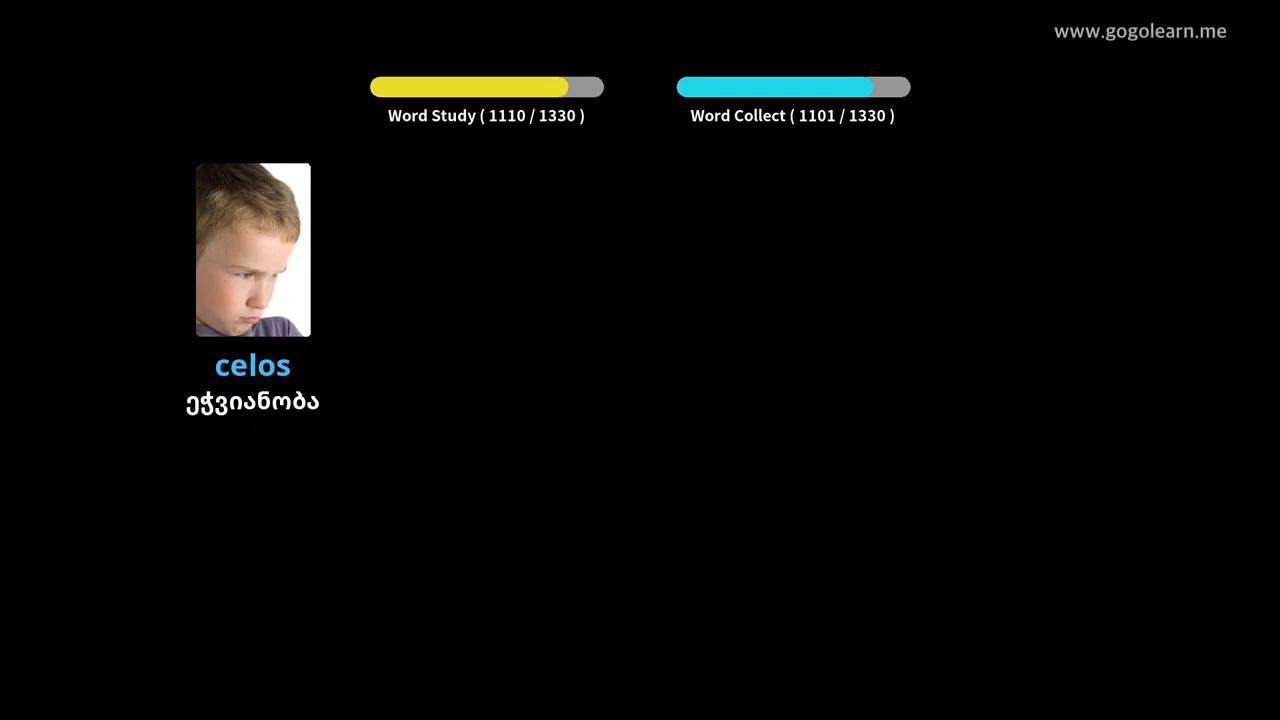 www.gogolearn.me
Word Study ( 1110 / 1330 )
Word Collect ( 1101 / 1330 )
celos
ეჭვიანობა